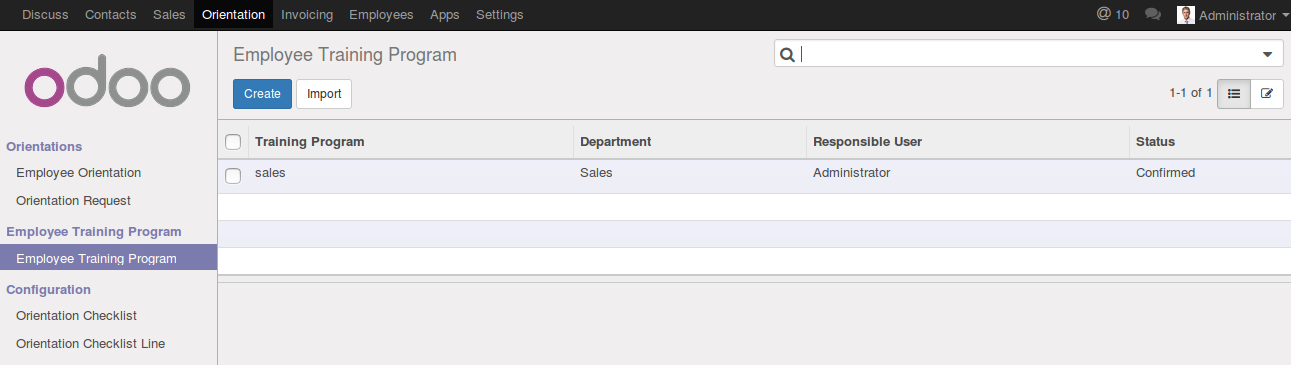 Discuss Contacts Sales Orientation Invoicing Employees Apps Settings @ 10 Administrator
odoo
Employee Training Program
Create Import 1-1 of 1
Training Program Department Responsible User Status
sales Sales Administrator Confirmed
Orientations
Employee Orientation
Orientation Request
Employee Training Program
Employee Training Program
Configuration
Orientation Checklist
Orientation Checklist Line